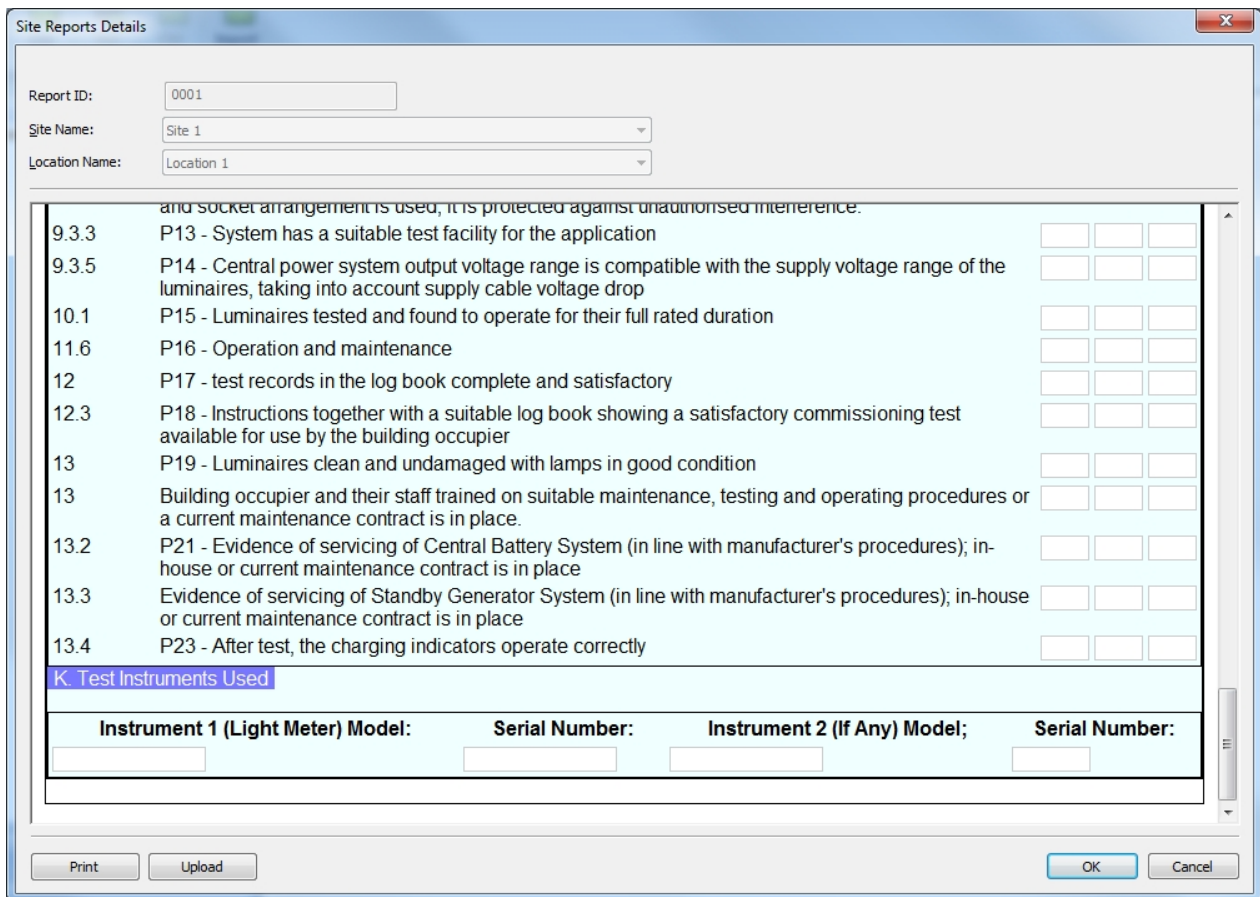 Site Reports Details
Report ID:
0001
Site Name:
Site 1
Location Name:
Location 1
and socket arrangement is used, it is protected against unauthorised interference.
9.3.3 P13 - System has a suitable test facility for the application
9.3.5 P14 - Central power system output voltage range is compatible with the supply voltage range of the
luminaires, taking into account supply cable voltage drop
10.1 P15 - Luminaires tested and found to operate for their full rated duration
11.6 P16 - Operation and maintenance
12 P17 - test records in the log book complete and satisfactory
12.3 P18 - Instructions together with a suitable log book showing a satisfactory commissioning test
available for use by the building occupier
13 P19 - Luminaires clean and undamaged with lamps in good condition
13 Building occupier and their staff trained on suitable maintenance, testing and operating procedures or
a current maintenance contract is in place.
13.2 P21 - Evidence of servicing of Central Battery System (in line with manufacturer's procedures); in-
house or current maintenance contract is in place
13.3 Evidence of servicing of Standby Generator System (in line with manufacturer's procedures); in-house
or current maintenance contract is in place
13.4 P23 - After test, the charging indicators operate correctly
K. Test Instruments Used
Instrument 1 (Light Meter) Model: Serial Number: Instrument 2 (If Any) Model; Serial Number:
Print Upload OK Cancel